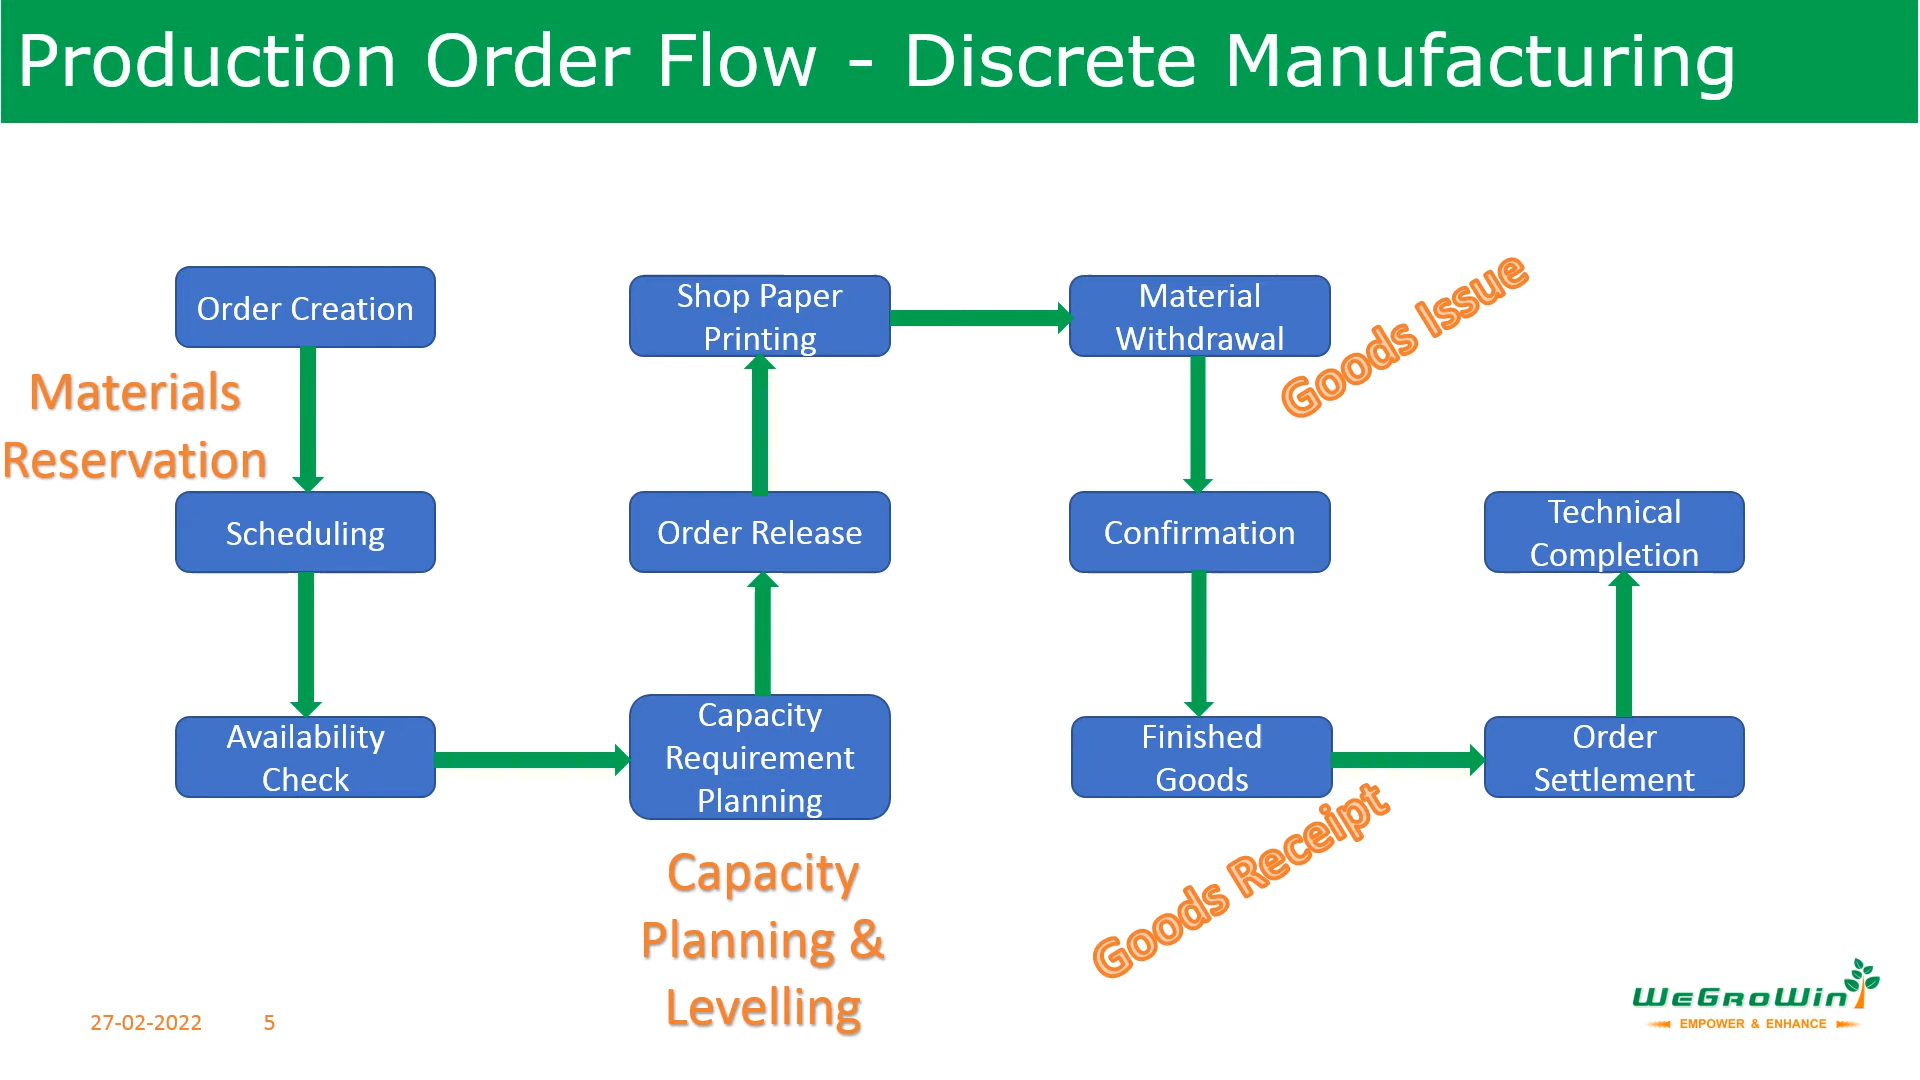 Production Order Flow - Discrete Manufacturing
Order Creation
Materials
Reservation
Scheduling
Availability
Check
Capacity
Requirement
Planning
Capacity
Planning &
Levelling
Order Release
Shop Paper
Printing
Material
Withdrawal
Goods Issue
Confirmation
Finished
Goods
Goods Receipt
Order
Settlement
Technical
Completion
27-02-2022 5
WeGroWin
EMPOWER & ENHANCE